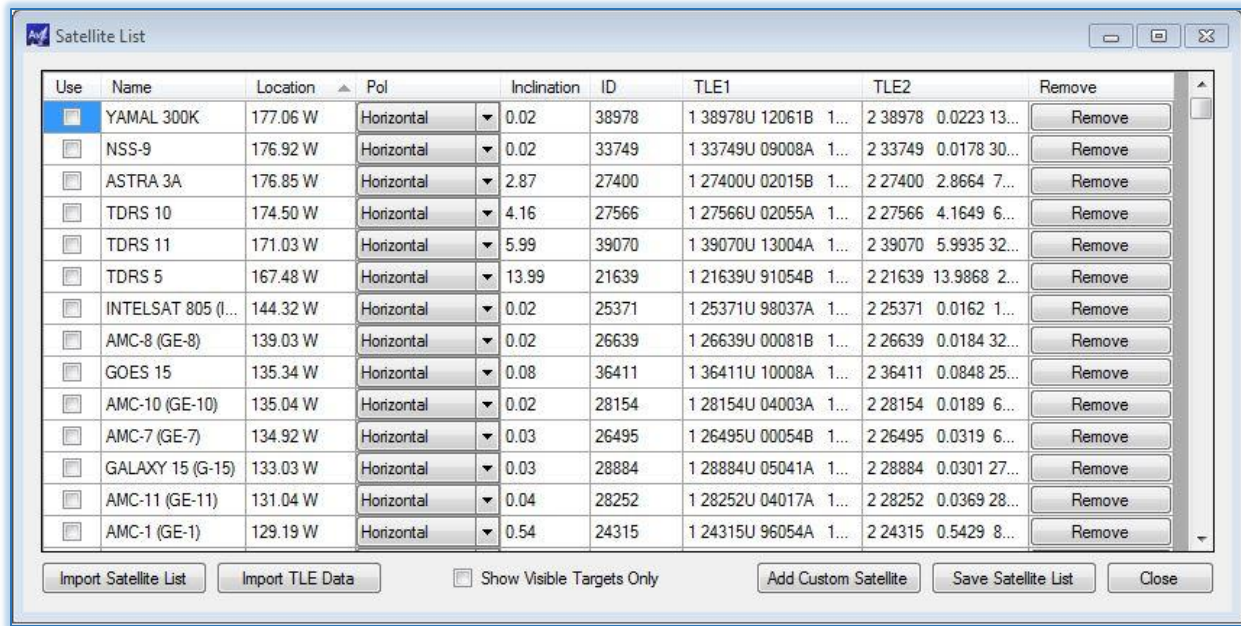 Satellite List
Use Name Location Pol Inclination ID TLE1 TLE2 Remove
YAMAL 300K 177.06 W Horizontal 0.02 38978 1 38978U 12061B 1... 2 38978 0.0223 13... Remove
NSS-9 176.92 W Horizontal 0.02 33749 1 33749U 09008A 1... 2 33749 0.0178 30... Remove
ASTRA 3A 176.85 W Horizontal 2.87 27400 1 27400U 02015B 1... 2 27400 2.8664 7... Remove
TDRS 10 174.50 W Horizontal 4.16 27566 1 27566U 02055A 1... 2 27566 4.1649 6... Remove
TDRS 11 171.03 W Horizontal 5.99 39070 1 39070U 13004A 1... 2 39070 5.9935 32... Remove
TDRS 5 167.48 W Horizontal 13.99 21639 1 21639U 91054B 1... 2 21639 13.9868 2... Remove
INTELSAT 805 (I... 144.32 W Horizontal 0.02 25371 1 25371U 98037A 1... 2 25371 0.0162 1... Remove
AMC-8 (GE-8) 139.03 W Horizontal 0.02 26639 1 26639U 00081B 1... 2 26639 0.0184 32... Remove
GOES 15 135.34 W Horizontal 0.08 36411 1 36411U 10008A 1... 2 36411 0.0848 25... Remove
AMC-10 (GE-10) 135.04 W Horizontal 0.02 28154 1 28154U 04003A 1... 2 28154 0.0189 6... Remove
AMC-7 (GE-7) 134.92 W Horizontal 0.03 26495 1 26495U 00054B 1... 2 26495 0.0319 6... Remove
GALAXY 15 (G-15) 133.03 W Horizontal 0.03 28884 1 28884U 05041A 1... 2 28884 0.0301 27... Remove
AMC-11 (GE-11) 131.04 W Horizontal 0.04 28252 1 28252U 04017A 1... 2 28252 0.0369 28... Remove
AMC-1 (GE-1) 129.19 W Horizontal 0.54 24315 1 24315U 96054A 1... 2 24315 0.5429 8... Remove
Import Satellite List Import TLE Data Show Visible Targets Only Add Custom Satellite Save Satellite List Close